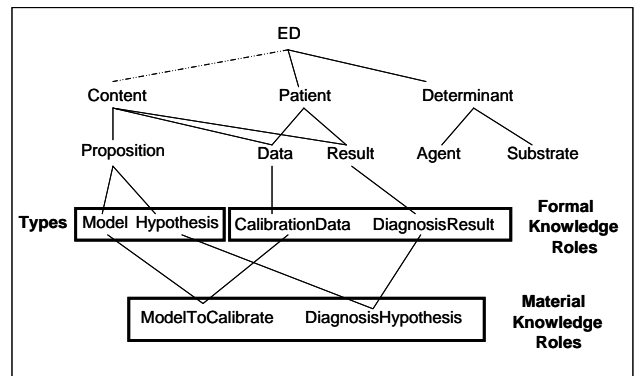 ED
Content Patient Determinant
Proposition Data Result Agent Substrate
Types Model Hypothesis CalibrationData DiagnosisResult Formal
Knowledge
Roles
ModelToCalibrate DiagnosisHypothesis Material
Knowledge
Roles